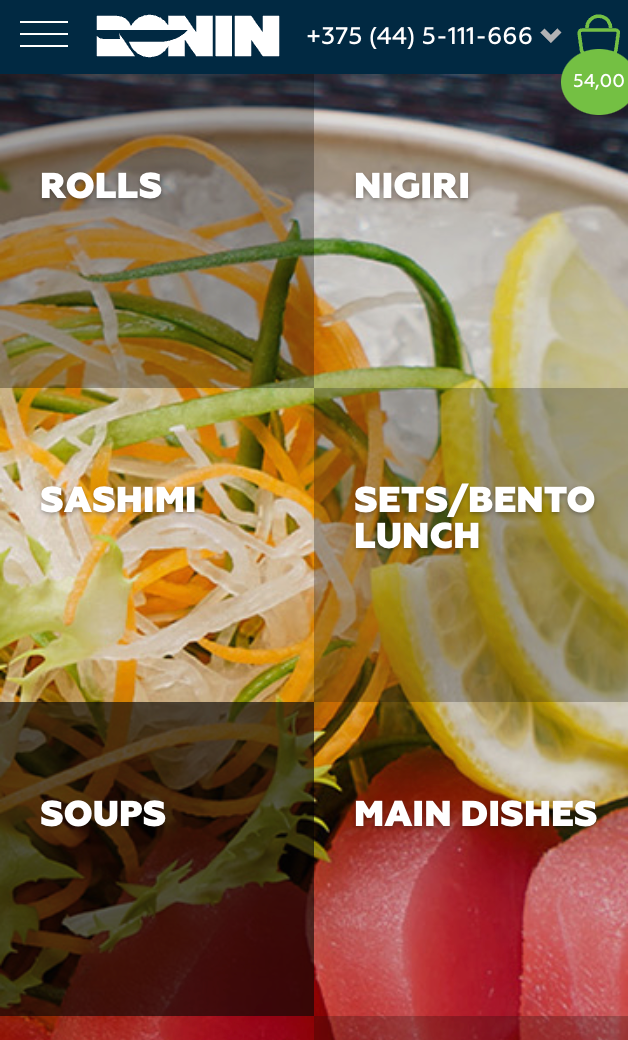 RONIN
+375 (44) 5-111-666
54,00
ROLLS
NIGIRI
SASHIMI
SETS/BENTO
LUNCH
SOUPS
MAIN DISHES